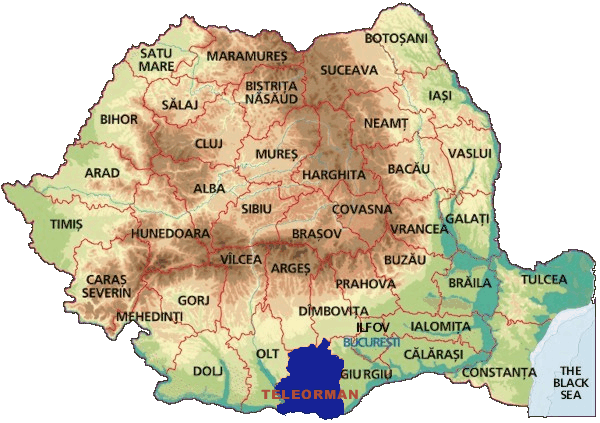 BOTOȘANI
SATU
MARE
MARAMUREȘ
SUCEAVA
BISTRIȚA
NĂSĂUD
IAȘI
SĂLAJ
BIHOR
NEAMȚ
CLUJ
MUREȘ
VASLUI
ARAD
HARGHITA
BACĂU
ALBA
SIBIU
COVASNA
GALAȚI
TIMIȘ
HUNEDOARA
BRAȘOV
VRANCEA
VÎLCEA
ARGEȘ
BUZĂU
CARAȘ
SEVERIN
PRAHOVA
BRĂILA
TULCEA
GORJ
MEHEDINȚI
DÎMBOVIȚA
ILFOV
IALOMIȚA
BUCUREȘTI
OLT
CĂLĂRAȘI
DOLJ
GIURGIU
CONSTANȚA
THE
BLACK
SEA
TELEORMAN